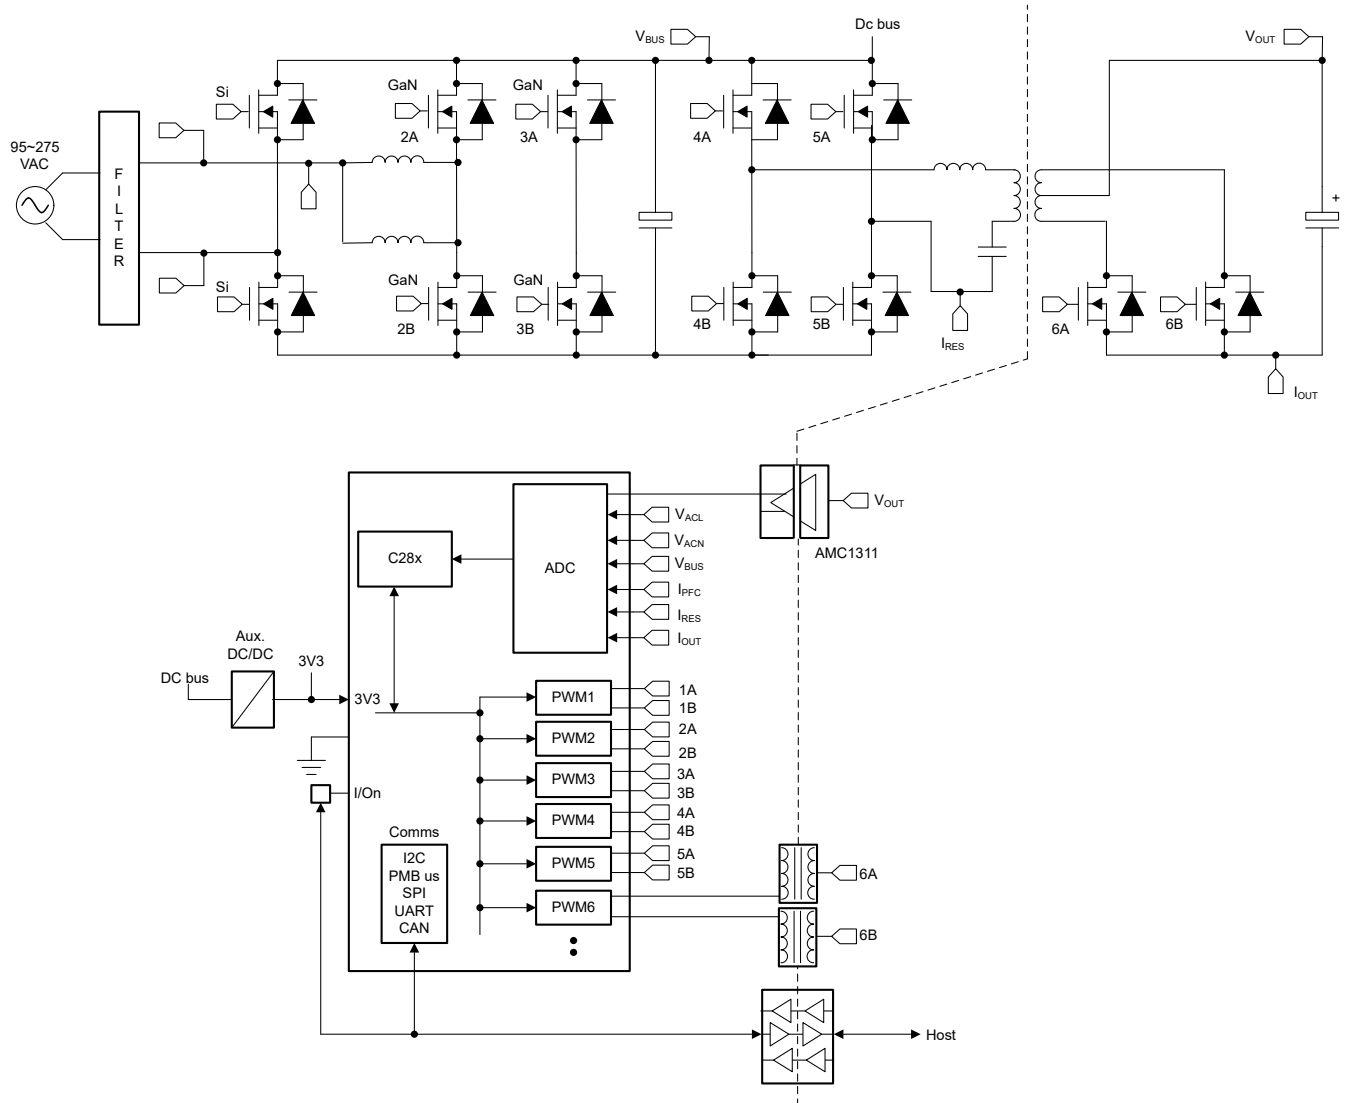 Dc bus
VBUS
VOUT
Si
GaN
GaN
2A
3A
4A
5A
95~275
VAC
FILTER
+
Si
GaN
GaN
2B
3B
4B
5B
6A
6B
IRES
IOUT
VOUT
AMC1311
C28x
ADC
VACL
VACN
VBUS
IPFC
IRES
IOUT
Aux.
DC/DC
3V3
DC bus
3V3
PWM1
1A
1B
PWM2
2A
2B
PWM3
3A
3B
I/On
PWM4
4A
4B
Comms
I2C
PMB us
SPI
UART
CAN
PWM5
5A
5B
PWM6
6A
6B
Host